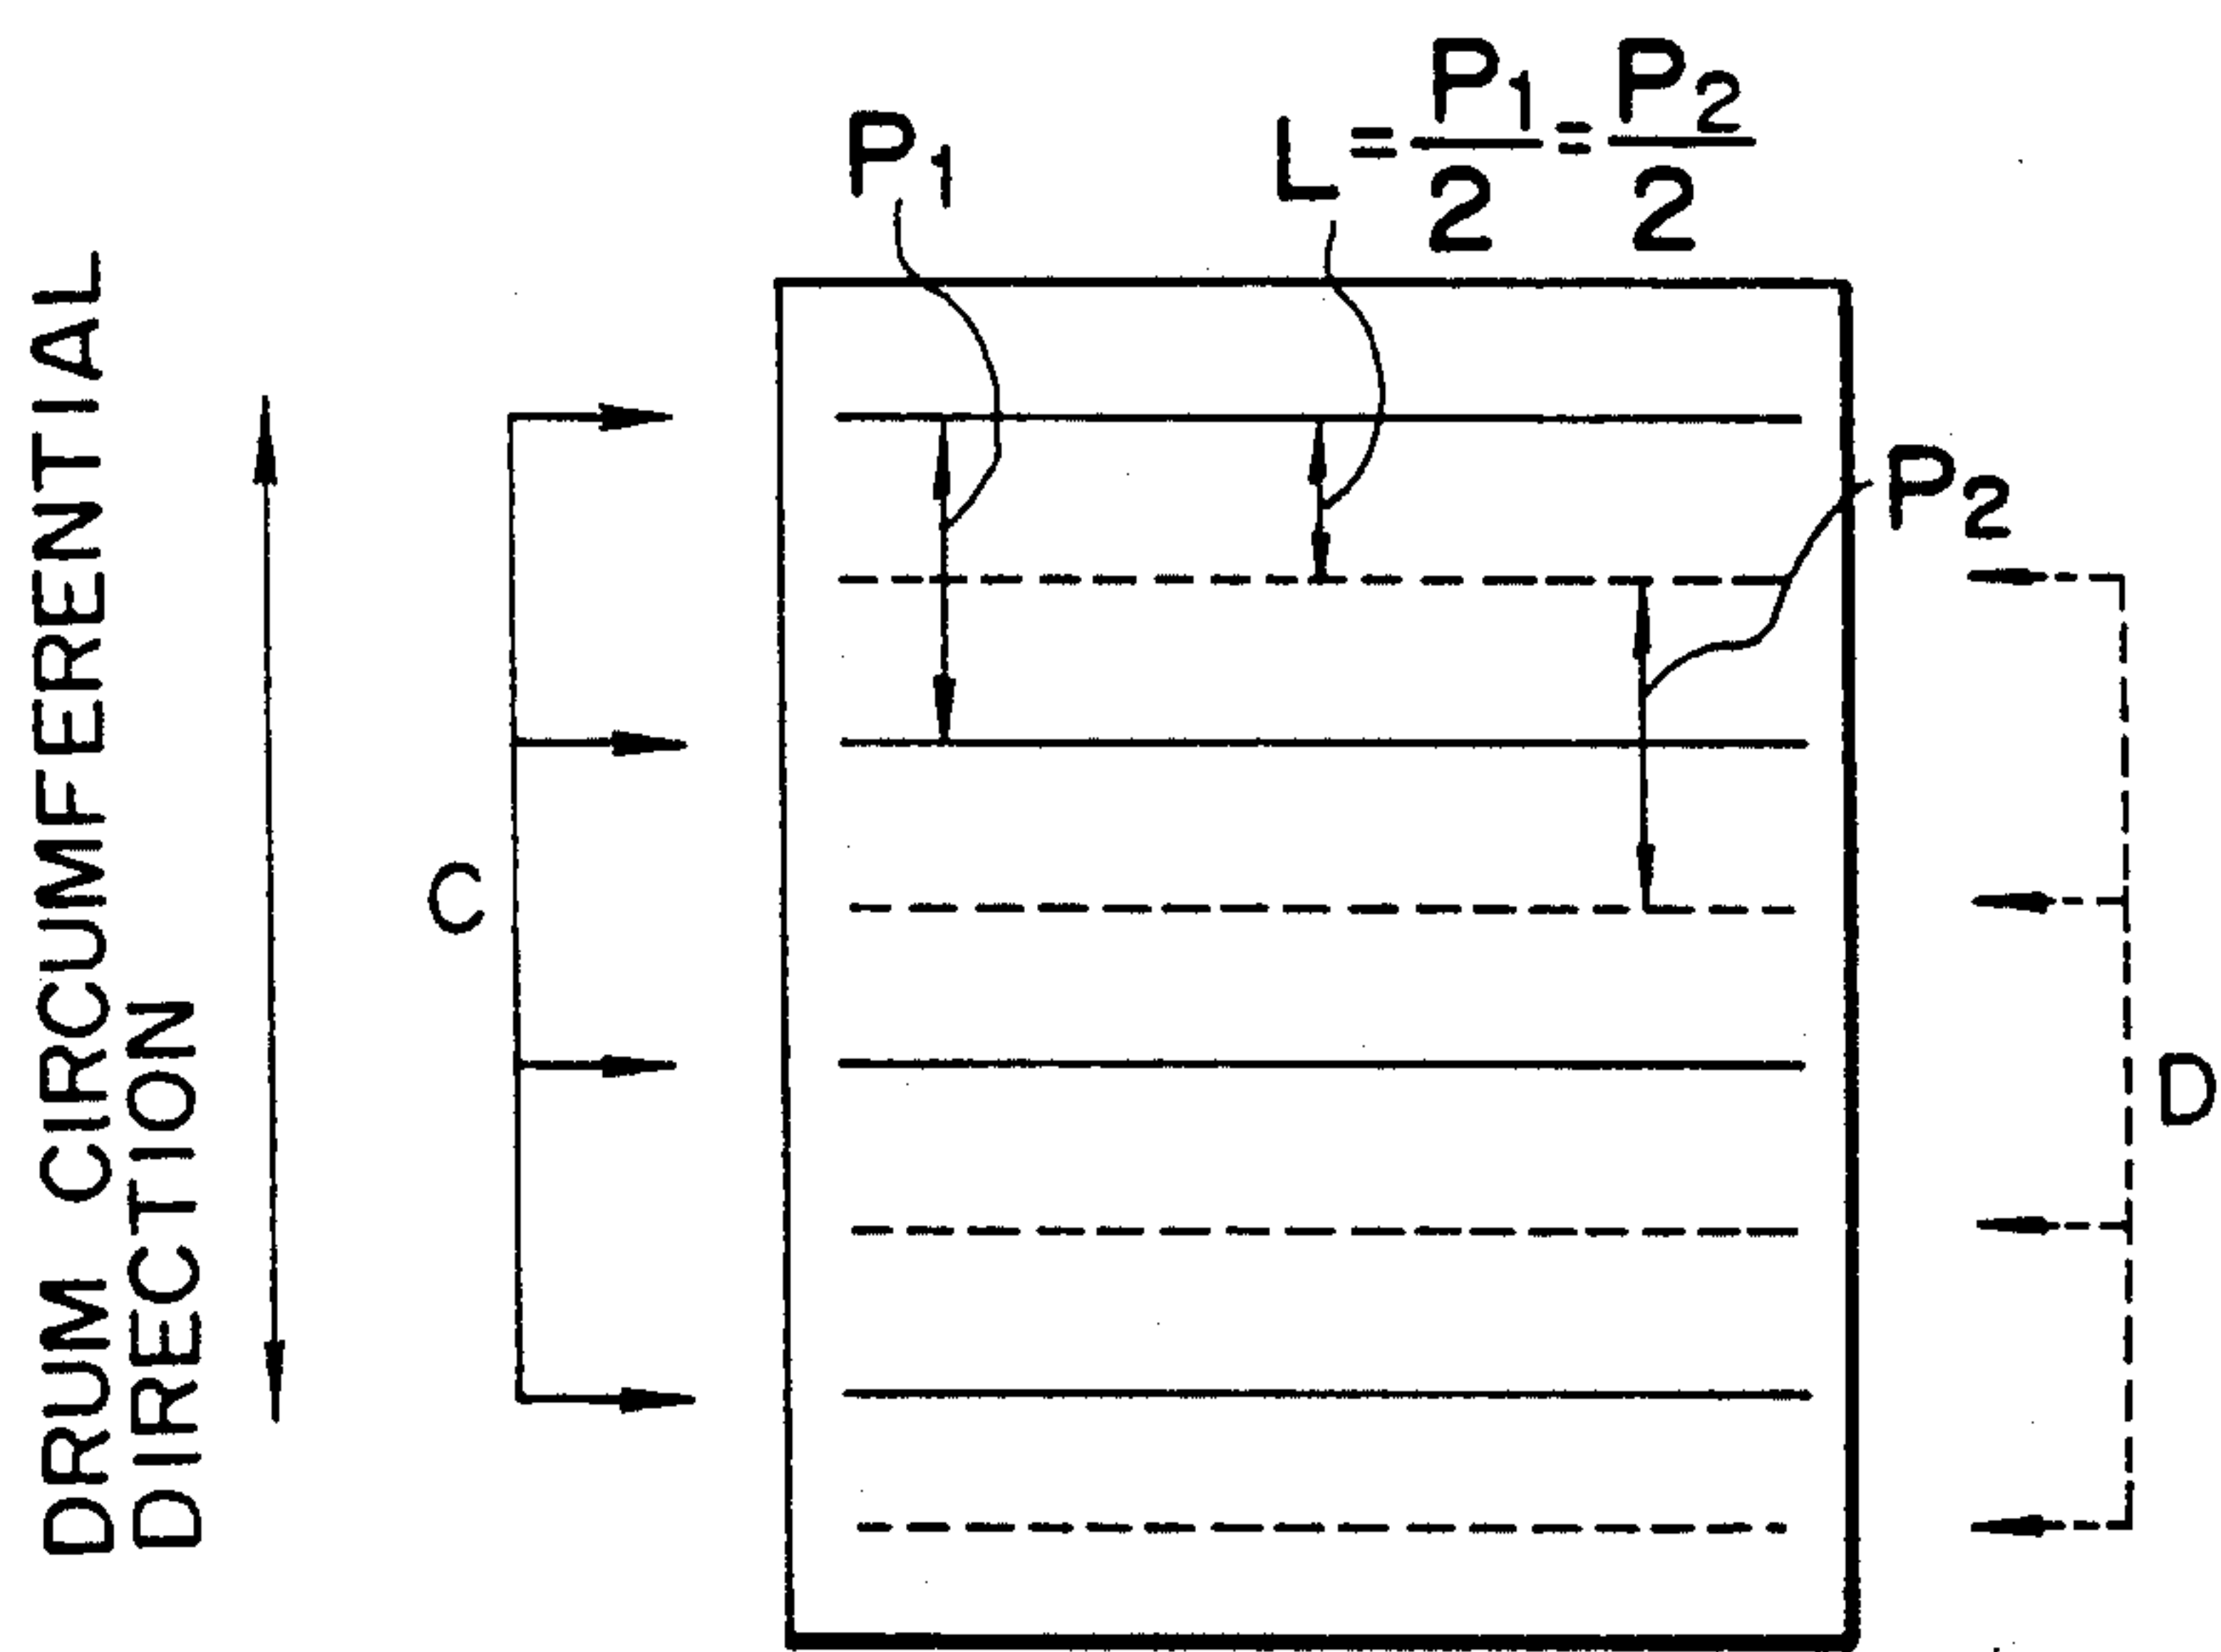 P1
L=P1/2=P2/2
P2
DRUM CIRCUMFERENTIAL
DIRECTION
C
D